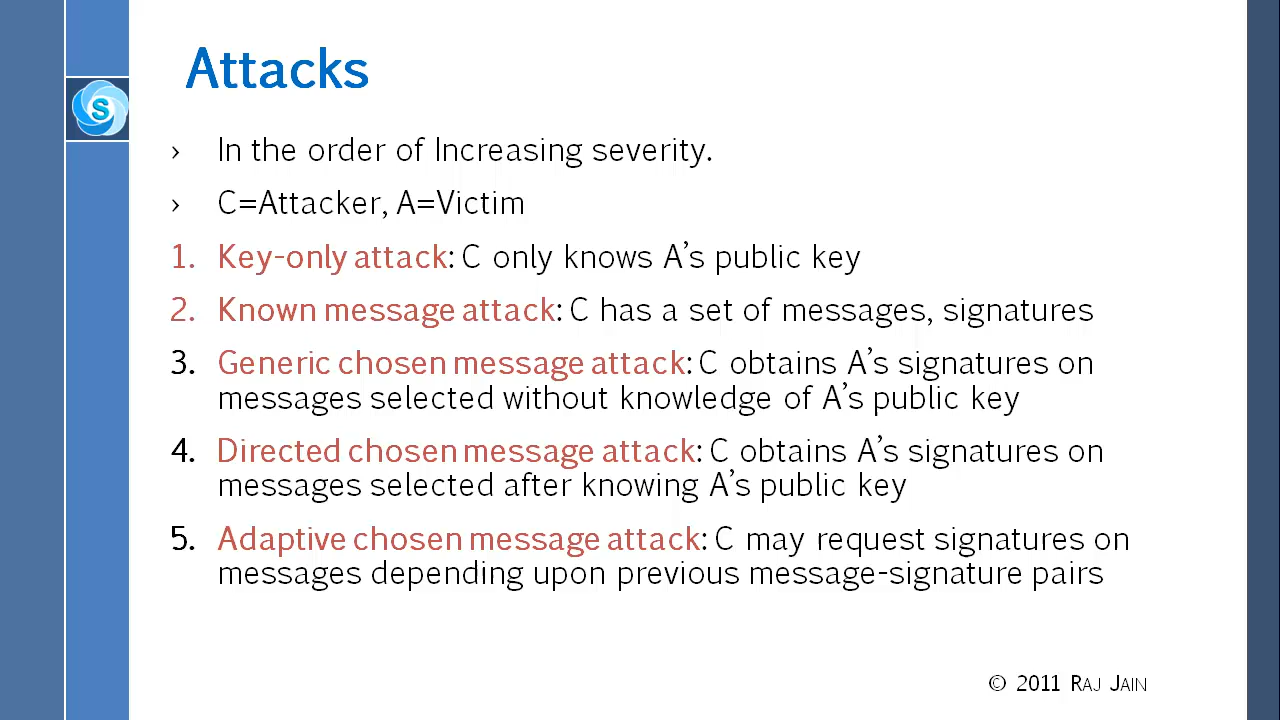 Attacks
S
› In the order of Increasing severity.
› C=Attacker, A=Victim
1. Key-only attack: C only knows A’s public key
2. Known message attack: C has a set of messages, signatures
3. Generic chosen message attack: C obtains A’s signatures on
messages selected without knowledge of A’s public key
4. Directed chosen message attack: C obtains A’s signatures on
messages selected after knowing A’s public key
5. Adaptive chosen message attack: C may request signatures on
messages depending upon previous message-signature pairs
© 2011 RAJ JAIN